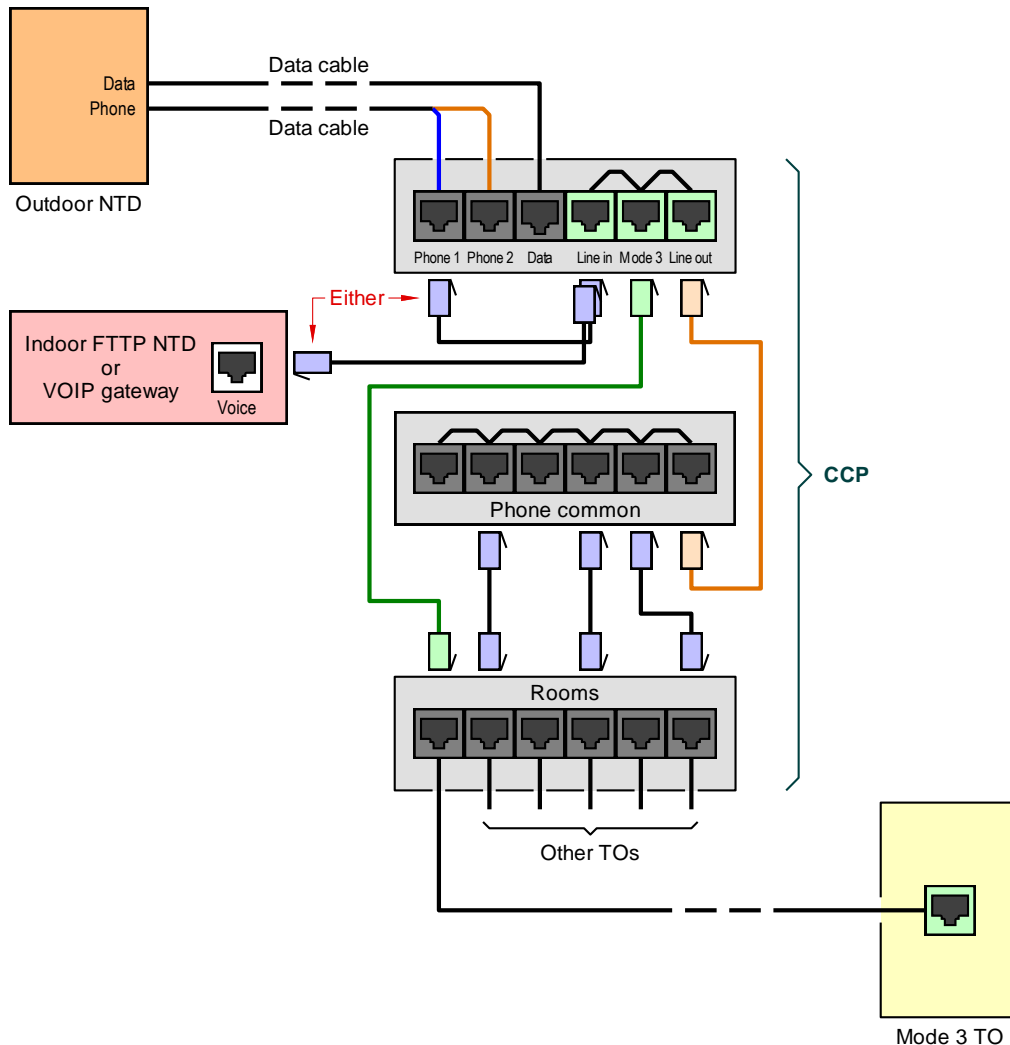 Data
Phone
Data cable
Data cable
Outdoor NTD
Phone 1
Phone 2
Data
Line in
Mode 3
Line out
Either
Indoor FTTP NTD
or
VOIP gateway
Voice
Phone common
CCP
Rooms
Other TOs
Mode 3 TO